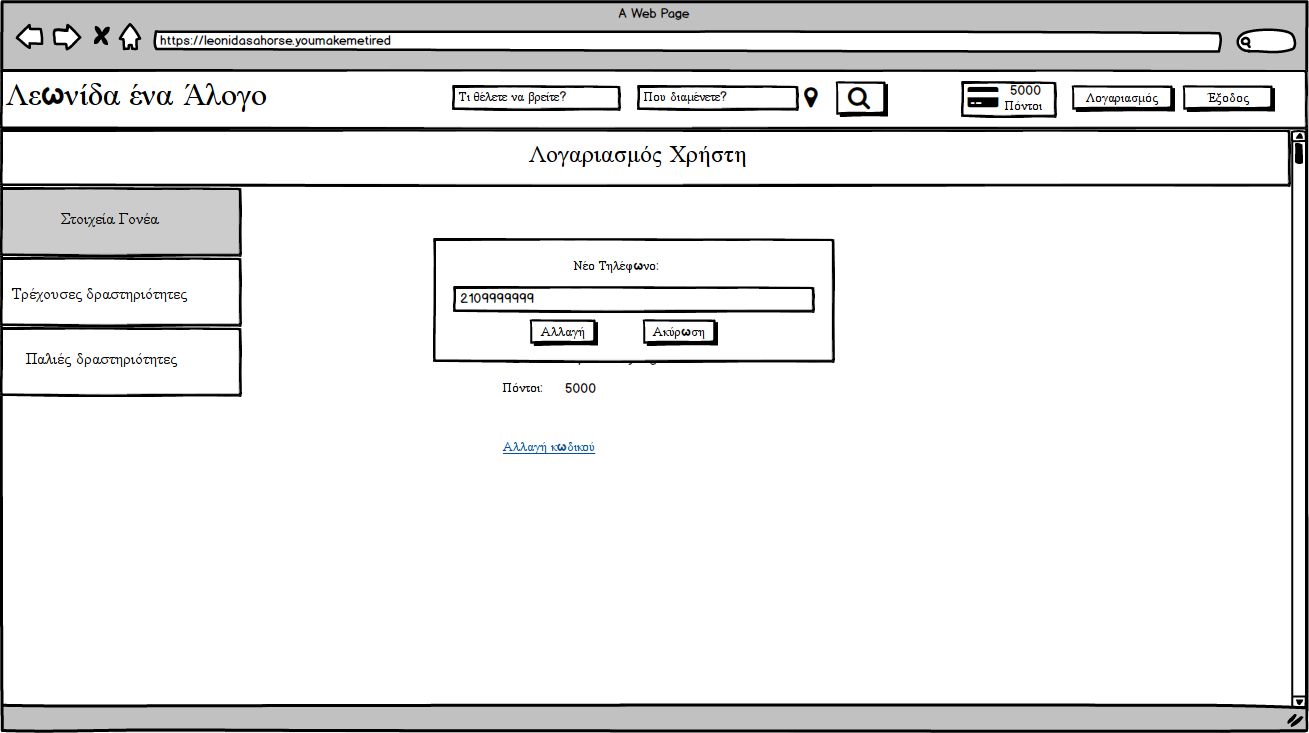 A Web Page
https://leonidasahorse.youmakemetired
Λεωνίδα ένα Άλογο
Τι θέλετε να βρείτε?
Που διαμένετε?
5000
Πόντοι
Λογαριασμός
Έξοδος
Λογαριασμός Χρήστη
Στοιχεία Γονέα
Τρέχουσες δραστηριότητες
Παλιές δραστηριότητες
Νέο Τηλέφωνο:
2109999999
Αλλαγή
Ακύρωση
Πόντοι: 5000
Αλλαγή κωδικού